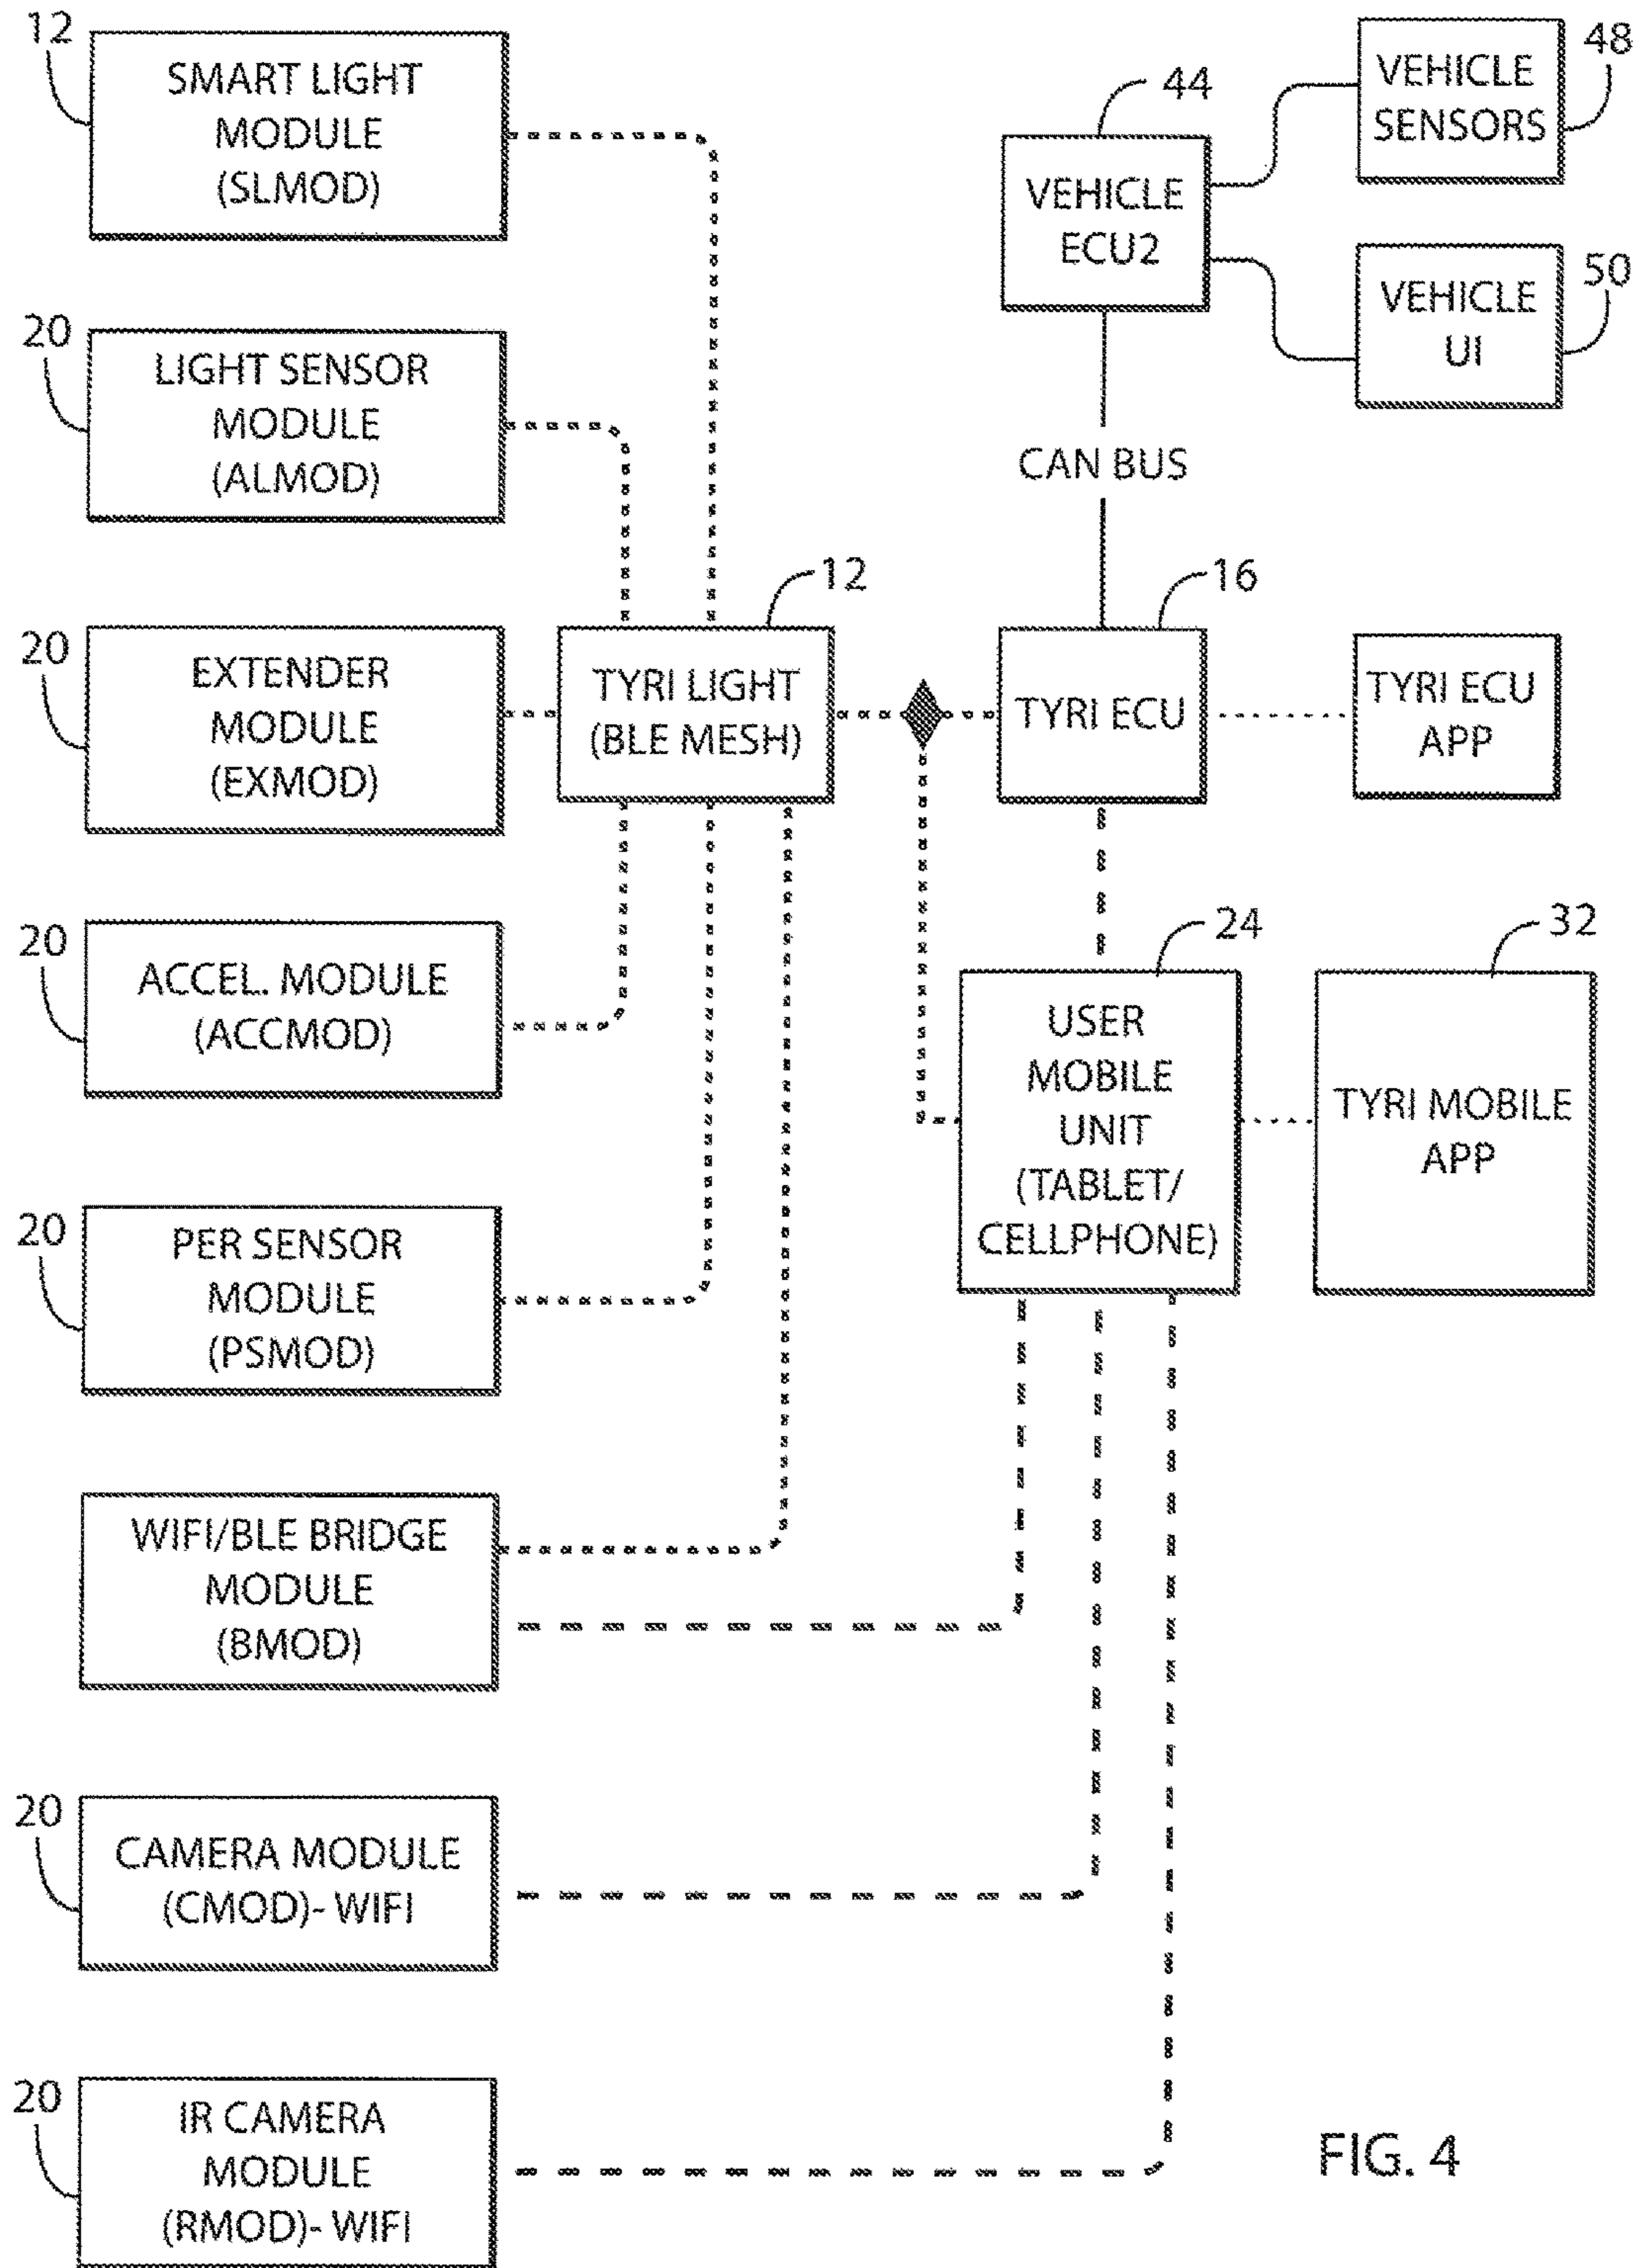 12
SMART LIGHT
MODULE
(SLMOD)
44
VEHICLE
ECU2
48
VEHICLE
SENSORS
50
VEHICLE
UI
20
LIGHT SENSOR
MODULE
(ALMOD)
CAN BUS
20
EXTENDER
MODULE
(EXMOD)
12
TYRI LIGHT
(BLE MESH)
16
TYRI ECU
TYRI ECU
APP
20
ACCEL. MODULE
(ACCMOD)
24
USER
MOBILE
UNIT
(TABLET/
CELLPHONE)
32
TYRI MOBILE
APP
20
PER SENSOR
MODULE
(PSMOD)
WIFI/BLE BRIDGE
MODULE
(BMOD)
20
CAMERA MODULE
(CMOD)- WIFI
20
IR CAMERA
MODULE
(RMOD)- WIFI
FIG. 4